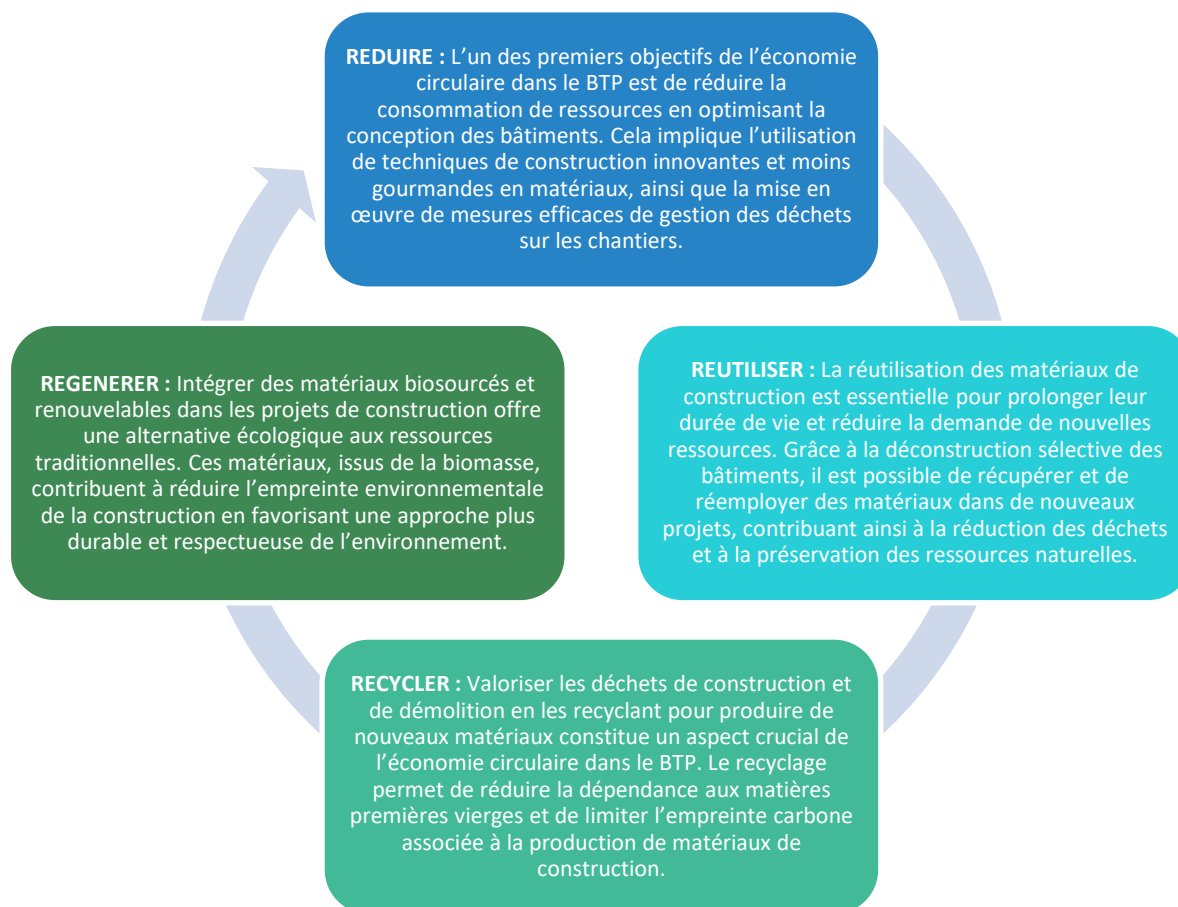 REDUIRE : L’un des premiers objectifs de l’économie
circulaire dans le BTP est de réduire la
consommation de ressources en optimisant la
conception des bâtiments. Cela implique l’utilisation
de techniques de construction innovantes et moins
gourmandes en matériaux, ainsi que la mise en
œuvre de mesures efficaces de gestion des déchets
sur les chantiers.
REUTILISER : La réutilisation des matériaux de
construction est essentielle pour prolonger leur
durée de vie et réduire la demande de nouvelles
ressources. Grâce à la déconstruction sélective des
bâtiments, il est possible de récupérer et de
réemployer des matériaux dans de nouveaux
projets, contribuant ainsi à la réduction des déchets
et à la préservation des ressources naturelles.
RECYCLER : Valoriser les déchets de construction et
de démolition en les recyclant pour produire de
nouveaux matériaux constitue un aspect crucial de
l’économie circulaire dans le BTP. Le recyclage
permet de réduire la dépendance aux matières
premières vierges et de limiter l’empreinte carbone
associée à la production de matériaux de
construction.
REGENERER : Intégrer des matériaux biosourcés et
renouvelables dans les projets de construction offre
une alternative écologique aux ressources
traditionnelles. Ces matériaux, issus de la biomasse,
contribuent à réduire l’empreinte environnementale
de la construction en favorisant une approche plus
durable et respectueuse de l’environnement.